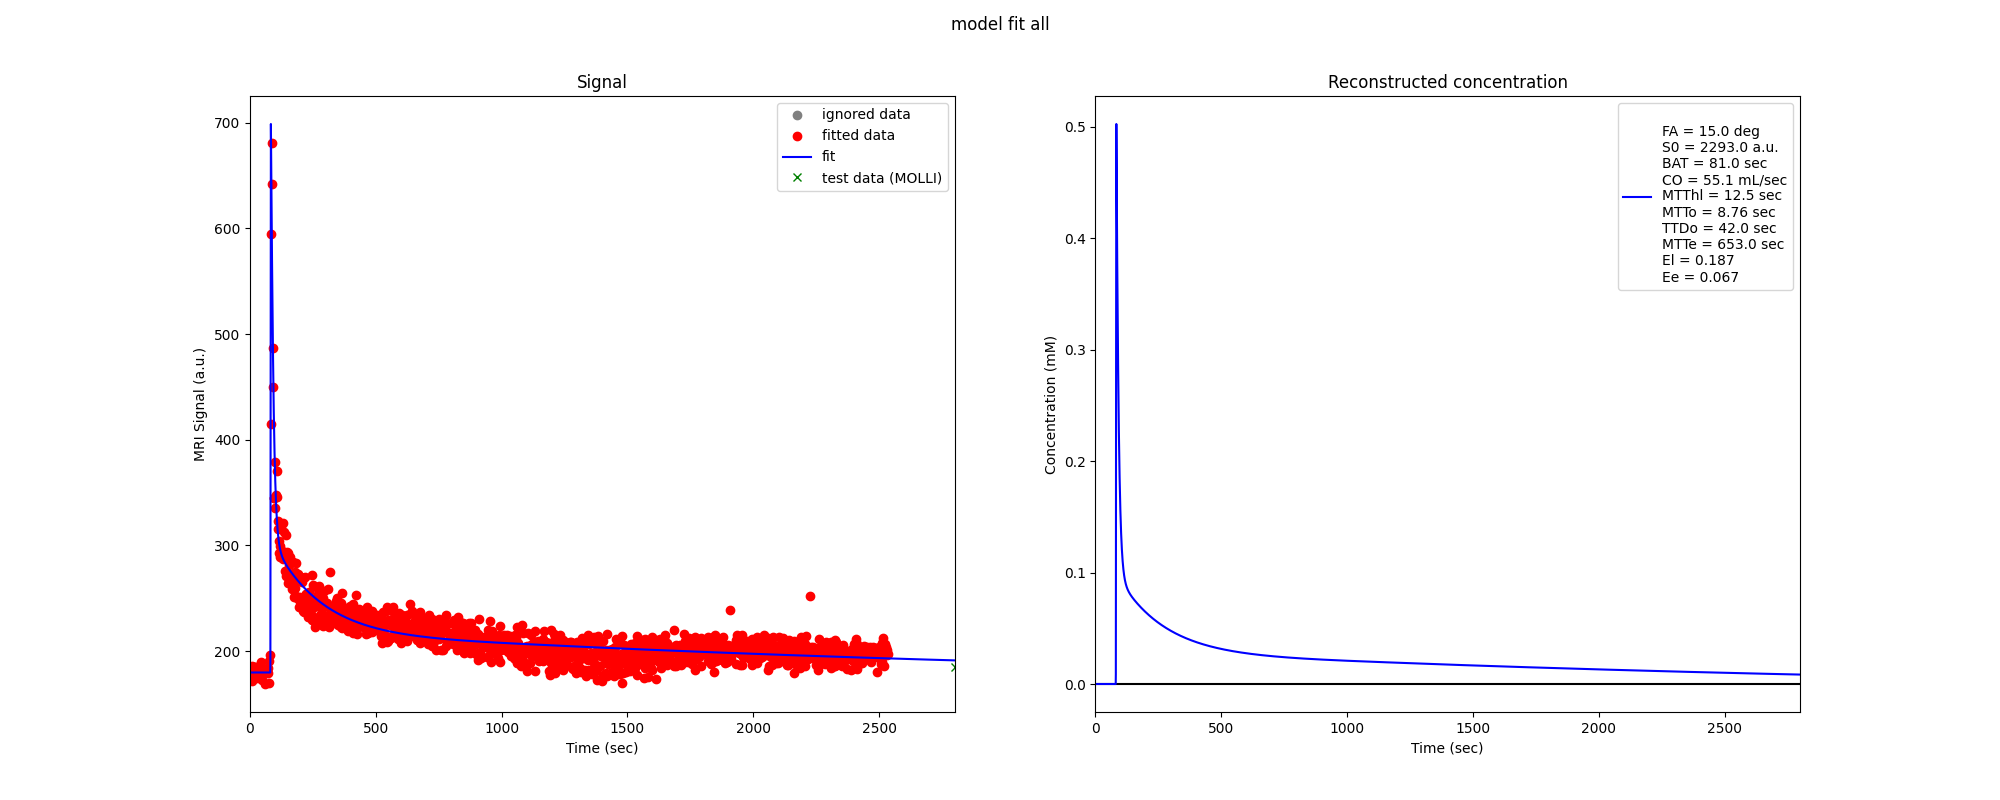 model fit all
Signal
700
600
500
400
300
200
MRI Signal (a.u.)
0
500
1000
1500
2000
2500
Time (sec)
ignored data
fitted data
fit
test data (MOLLI)
Reconstructed concentration
0.5
0.4
0.3
0.2
0.1
0.0
Concentration (mM)
0
500
1000
1500
2000
2500
Time (sec)
FA = 15.0 deg
S0 = 2293.0 a.u.
BAT = 81.0 sec
CO = 55.1 mL/sec
MTThl = 12.5 sec
MTTo = 8.76 sec
TTDo = 42.0 sec
MTTe = 653.0 sec
El = 0.187
Ee = 0.067